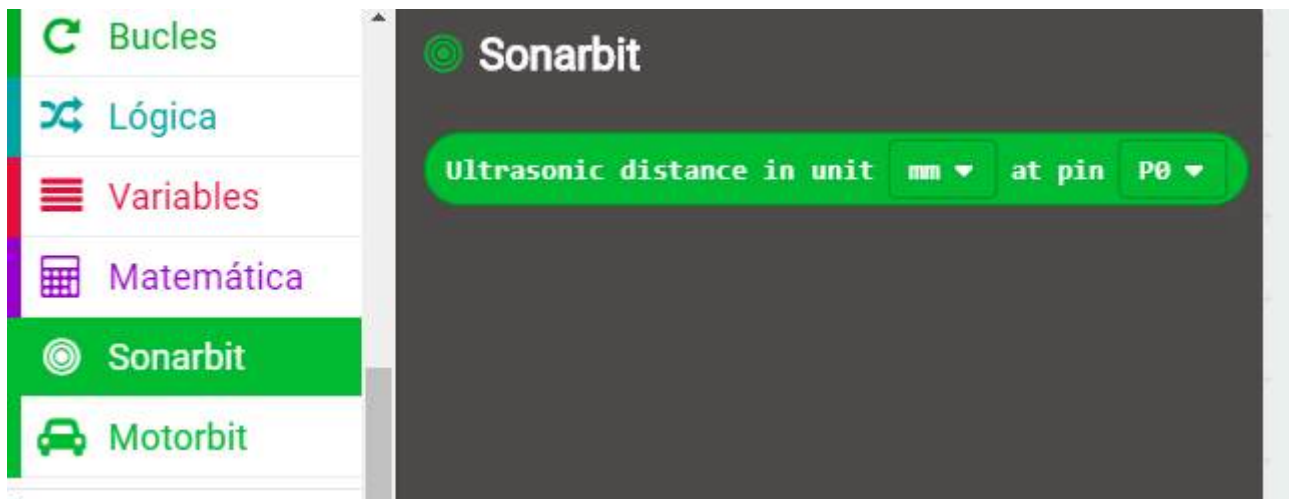 Bucles
Lógica
Variables
Matemática
Sonarbit
Motorbit
Sonarbit
Ultrasonic distance in unit mm at pin P0